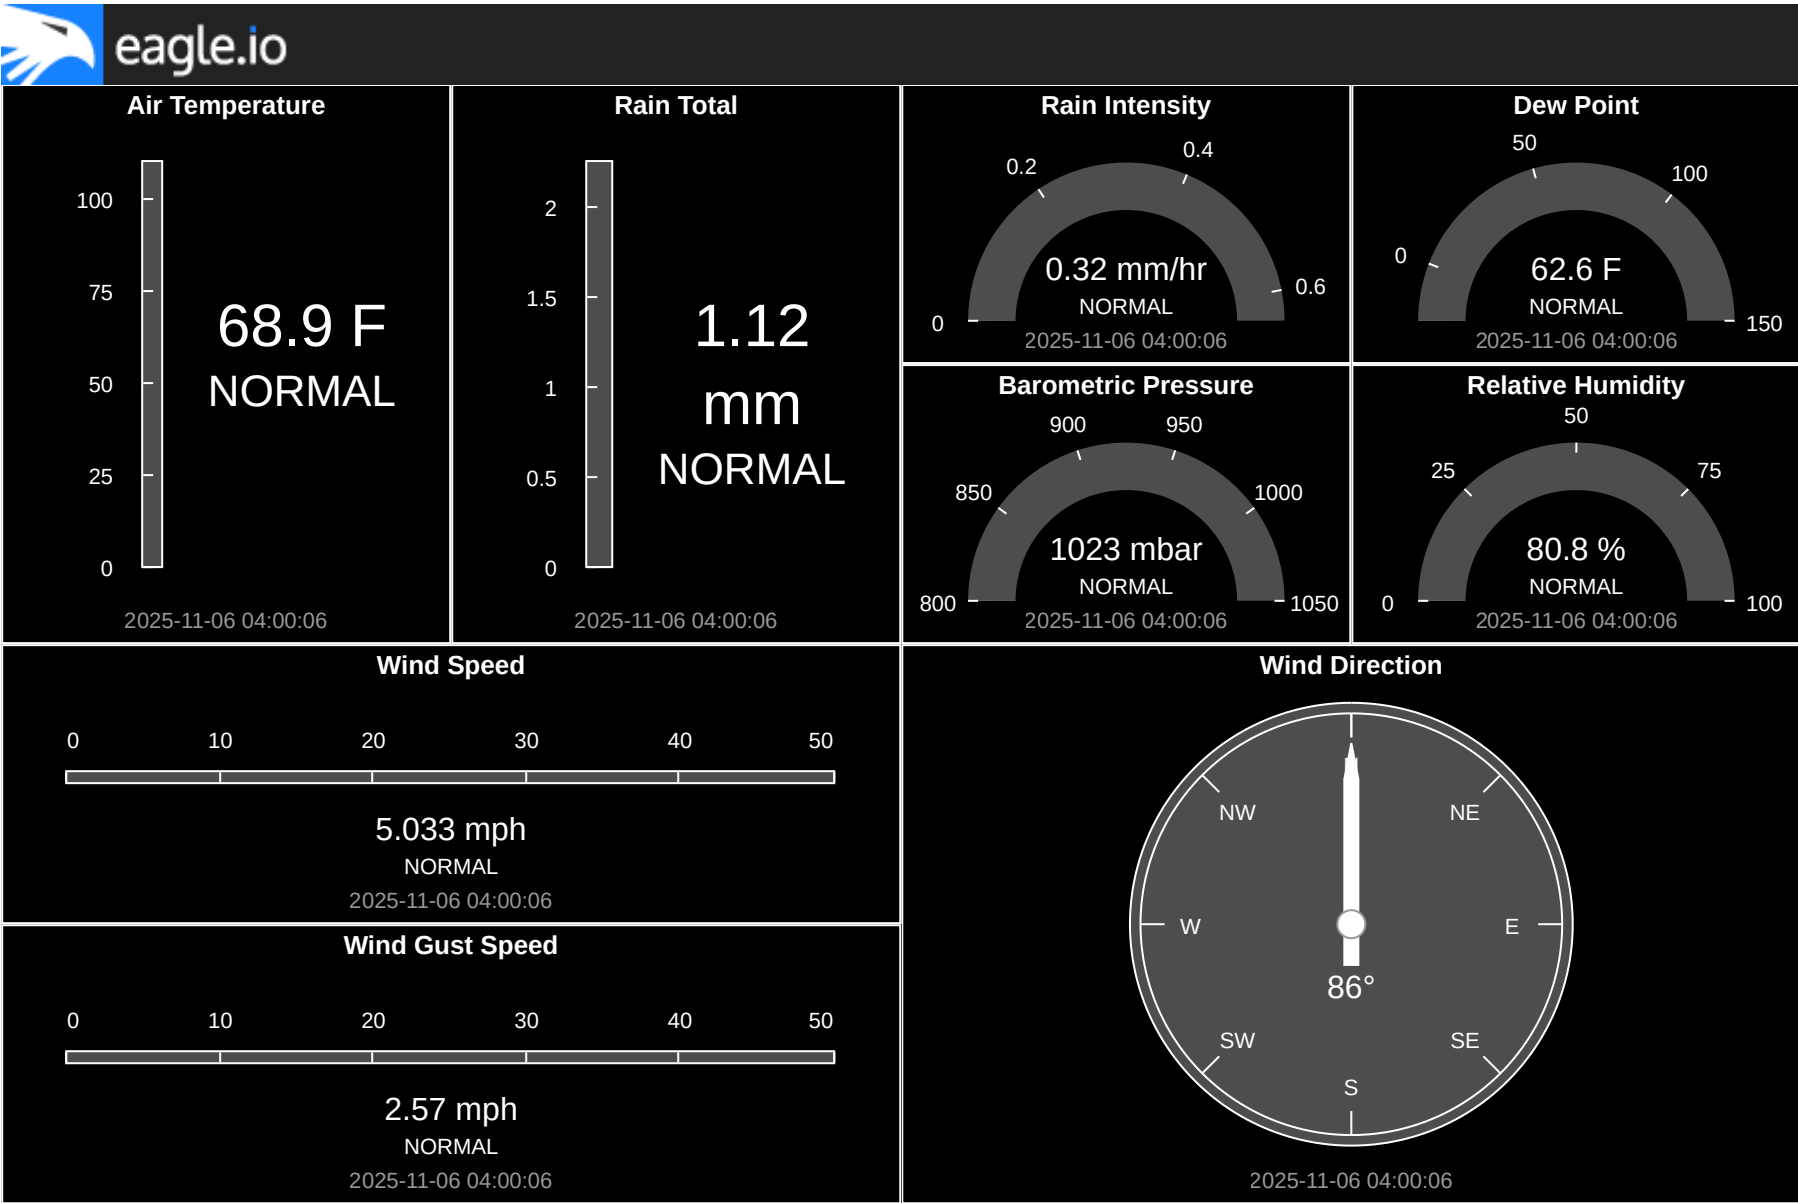 eagle.io
Air Temperature
100
75
50
25
0
68.9 F
NORMAL
2025-11-06 04:00:06
Rain Total
2
1.5
1
0.5
0
1.12
mm
NORMAL
2025-11-06 04:00:06
Rain Intensity
0
0.2
0.4
0.6
0.32 mm/hr
NORMAL
2025-11-06 04:00:06
Dew Point
0
50
100
150
62.6 F
NORMAL
2025-11-06 04:00:06
Barometric Pressure
800
850
900
950
1000
1050
1023 mbar
NORMAL
2025-11-06 04:00:06
Relative Humidity
0
25
50
75
100
80.8 %
NORMAL
2025-11-06 04:00:06
Wind Speed
0 10 20 30 40 50
5.033 mph
NORMAL
2025-11-06 04:00:06
Wind Gust Speed
0 10 20 30 40 50
2.57 mph
NORMAL
2025-11-06 04:00:06
Wind Direction
NW NE
W E
86°
SW SE
S
2025-11-06 04:00:06